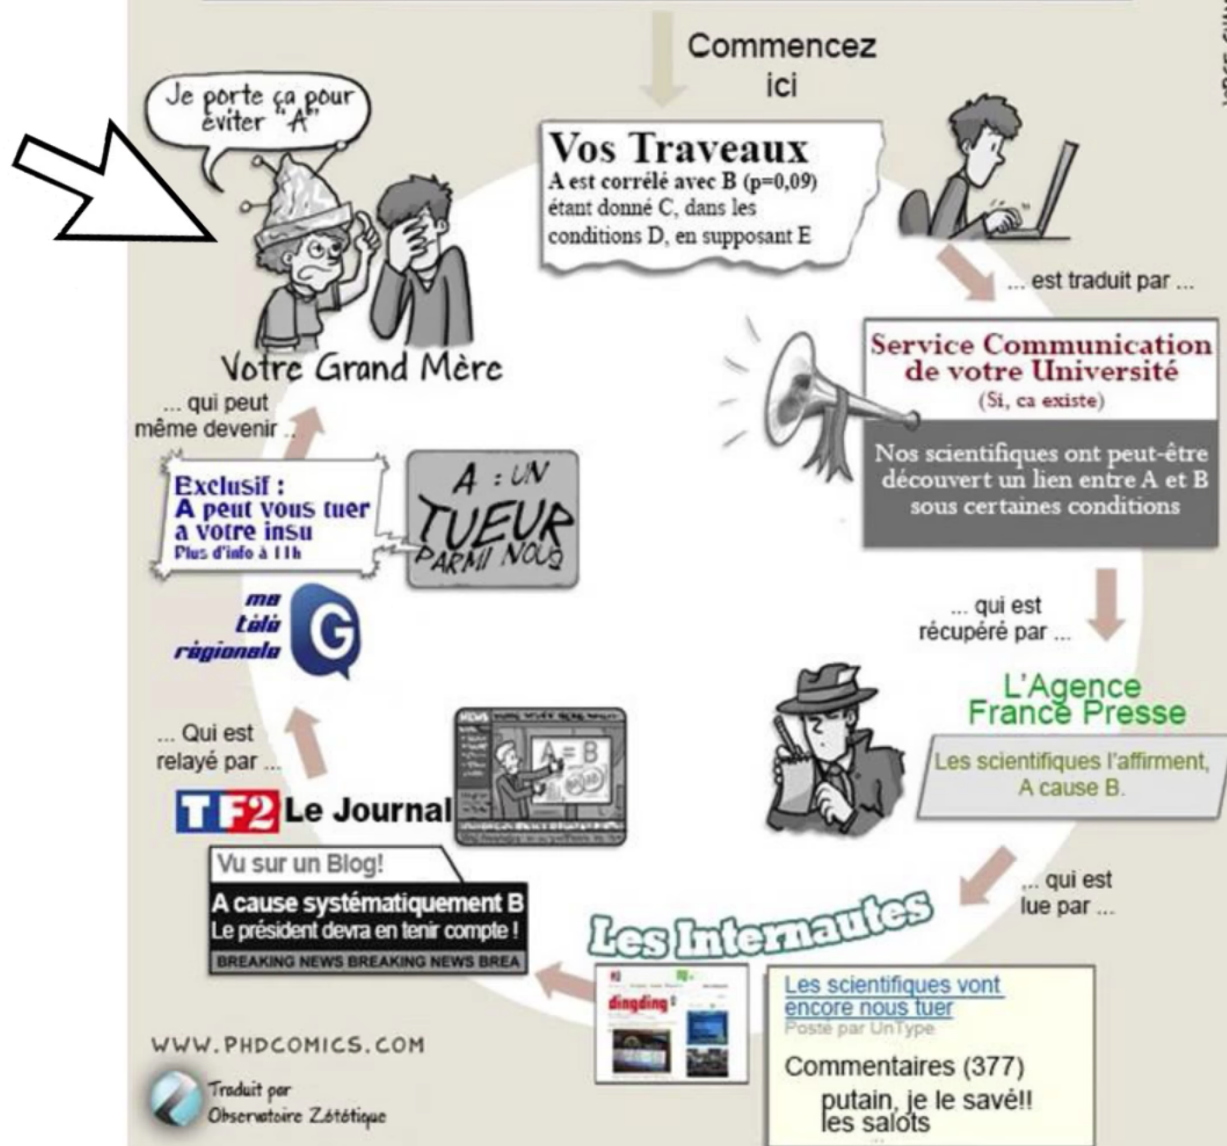 Commencez
ici
Je porte ça pour
éviter "A"
Vos Traveaux
A est corrélé avec B (p=0,09)
étant donné C, dans les
conditions D, en supposant E
... est traduit par ...
Service Communication
de votre Université
(Si, ca existe)
Nos scientifiques ont peut-être
découvert un lien entre A et B
sous certaines conditions
... qui est
récupéré par ...
L'Agence
France Presse
Les scientifiques l'affirment,
A cause B.
... qui est
lue par ...
Les Internautes
dingding
Les scientifiques vont
encore nous tuer
Posté par UnType
Commentaires (377)
putain, je le savé!!
les salots
...
Vu sur un Blog!
A cause systématiquement B
Le président devra en tenir compte !
BREAKING NEWS BREAKING NEWS BREA
TF2 Le Journal
NEWS
A = B
... Qui est
relayé par ...
ma
télé
régionale
G
Exclusif :
A peut vous tuer
a votre insu
Plus d'info à 11h
A : UN
TUEUR
PARMI NOUS
... qui peut
même devenir ...
Votre Grand Mère
WWW.PHDCOMICS.COM
Traduit par
Observatoire Zététique